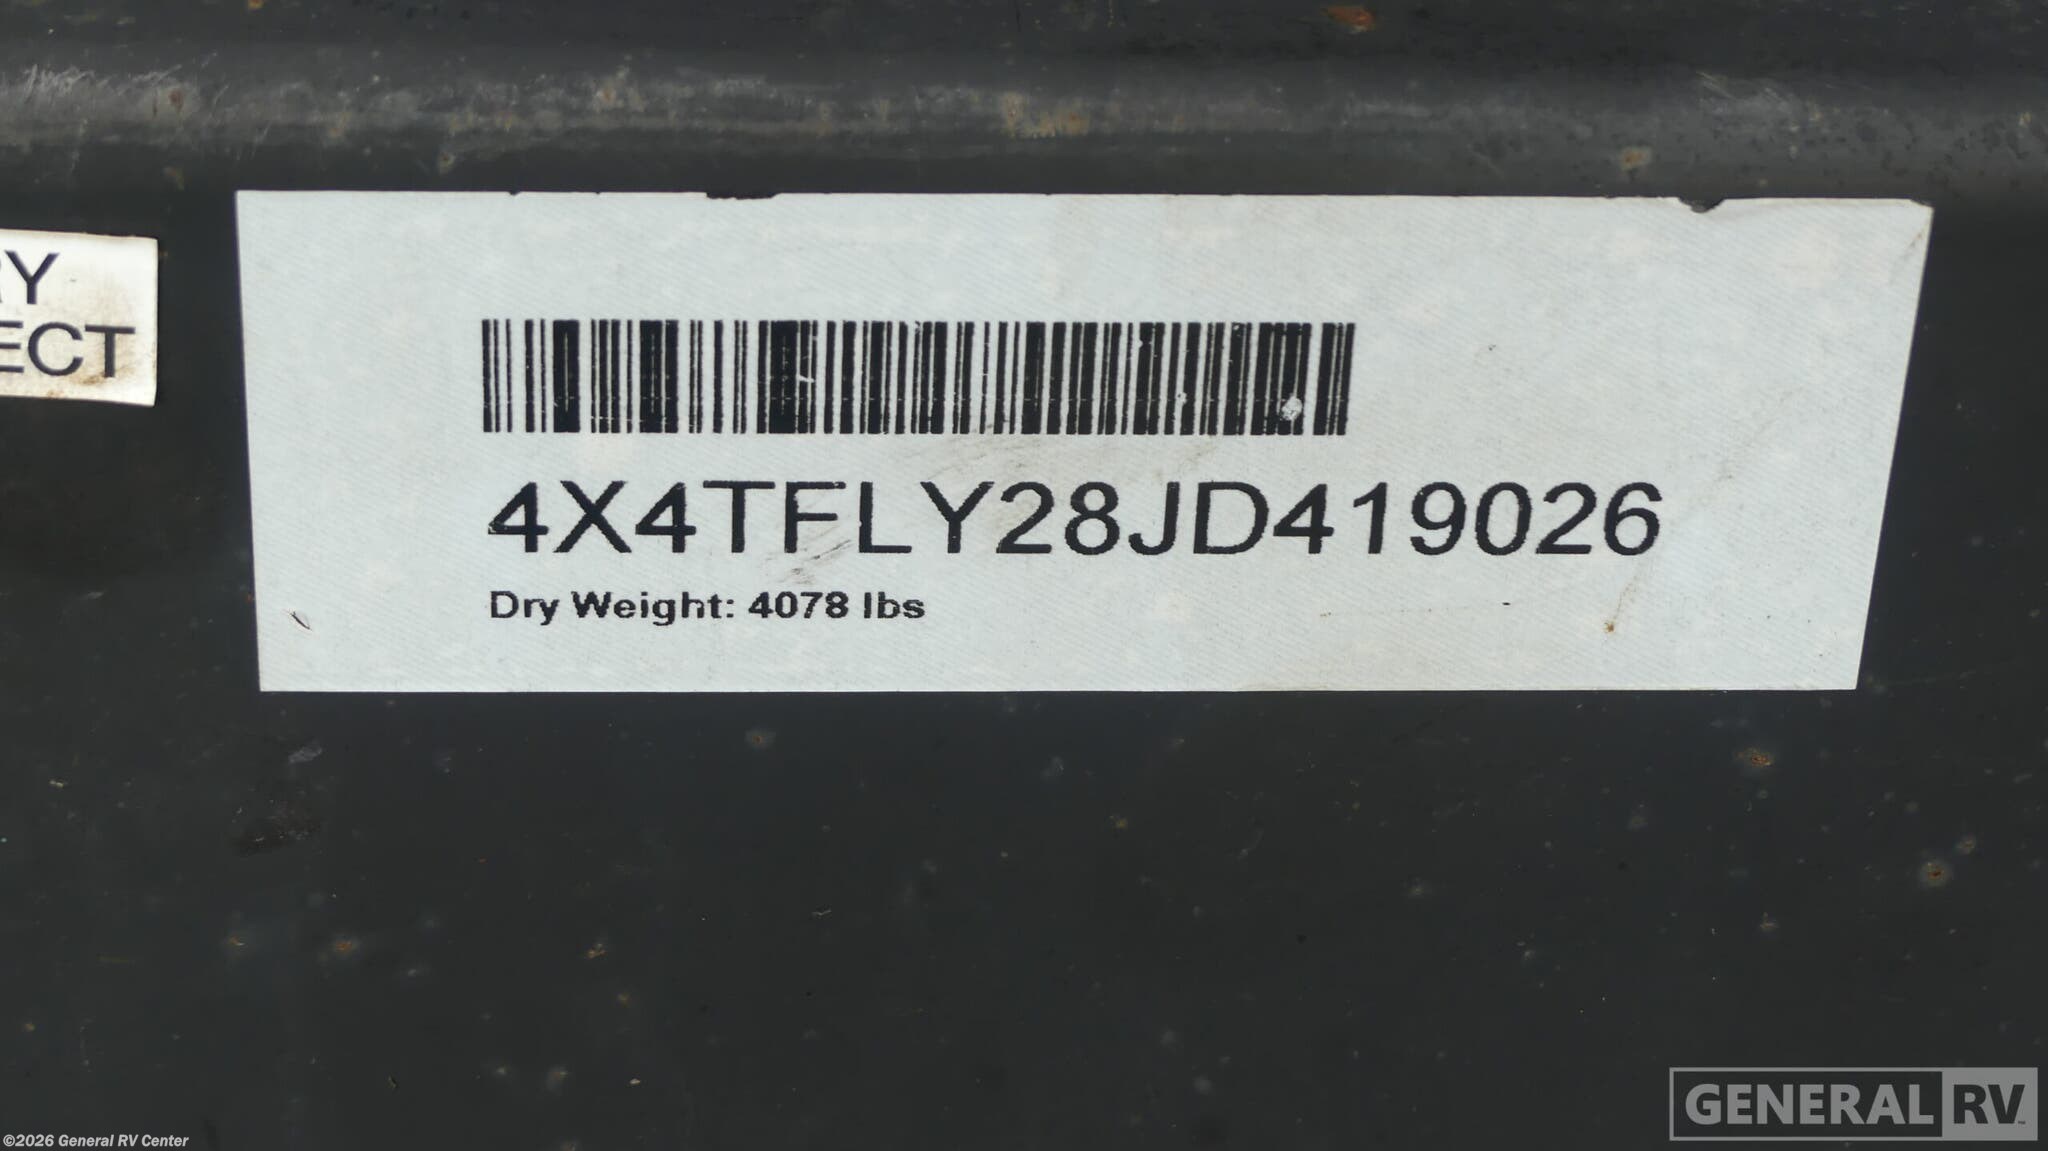 RY
ECT
4X4TFLY28JD419026
Dry Weight: 4078 lbs
GENERAL RV
©2026 General RV Center